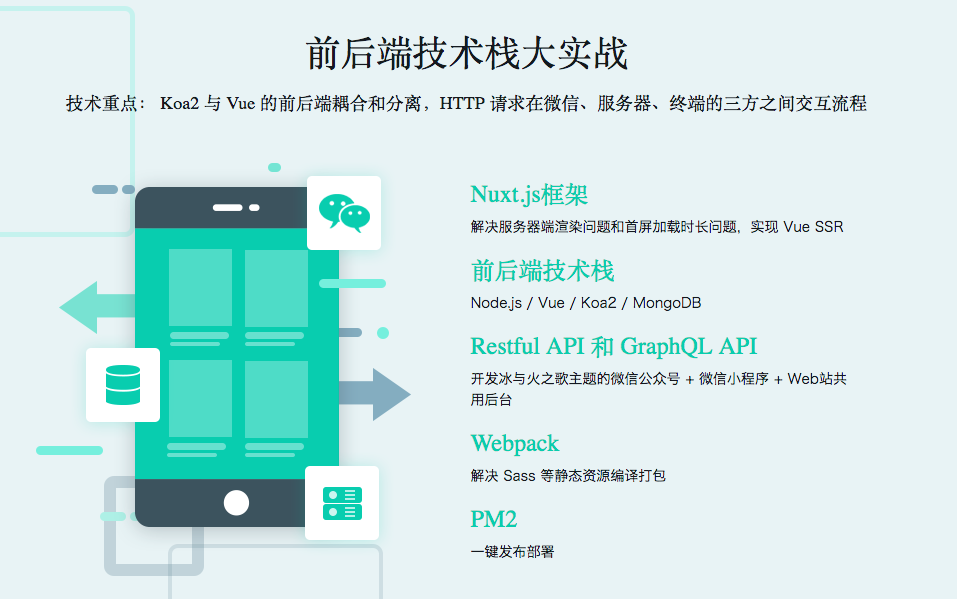 前后端技术栈大实战
技术重点： Koa2 与 Vue 的前后端耦合和分离，HTTP 请求在微信、服务器、终端的三方之间交互流程
Nuxt.js框架
解决服务器端渲染问题和首屏加载时长问题，实现 Vue SSR
前后端技术栈
Node.js / Vue / Koa2 / MongoDB
Restful API 和 GraphQL API
开发冰与火之歌主题的微信公众号 + 微信小程序 + Web站共
用后台
Webpack
解决 Sass 等静态资源编译打包
PM2
一键发布部署